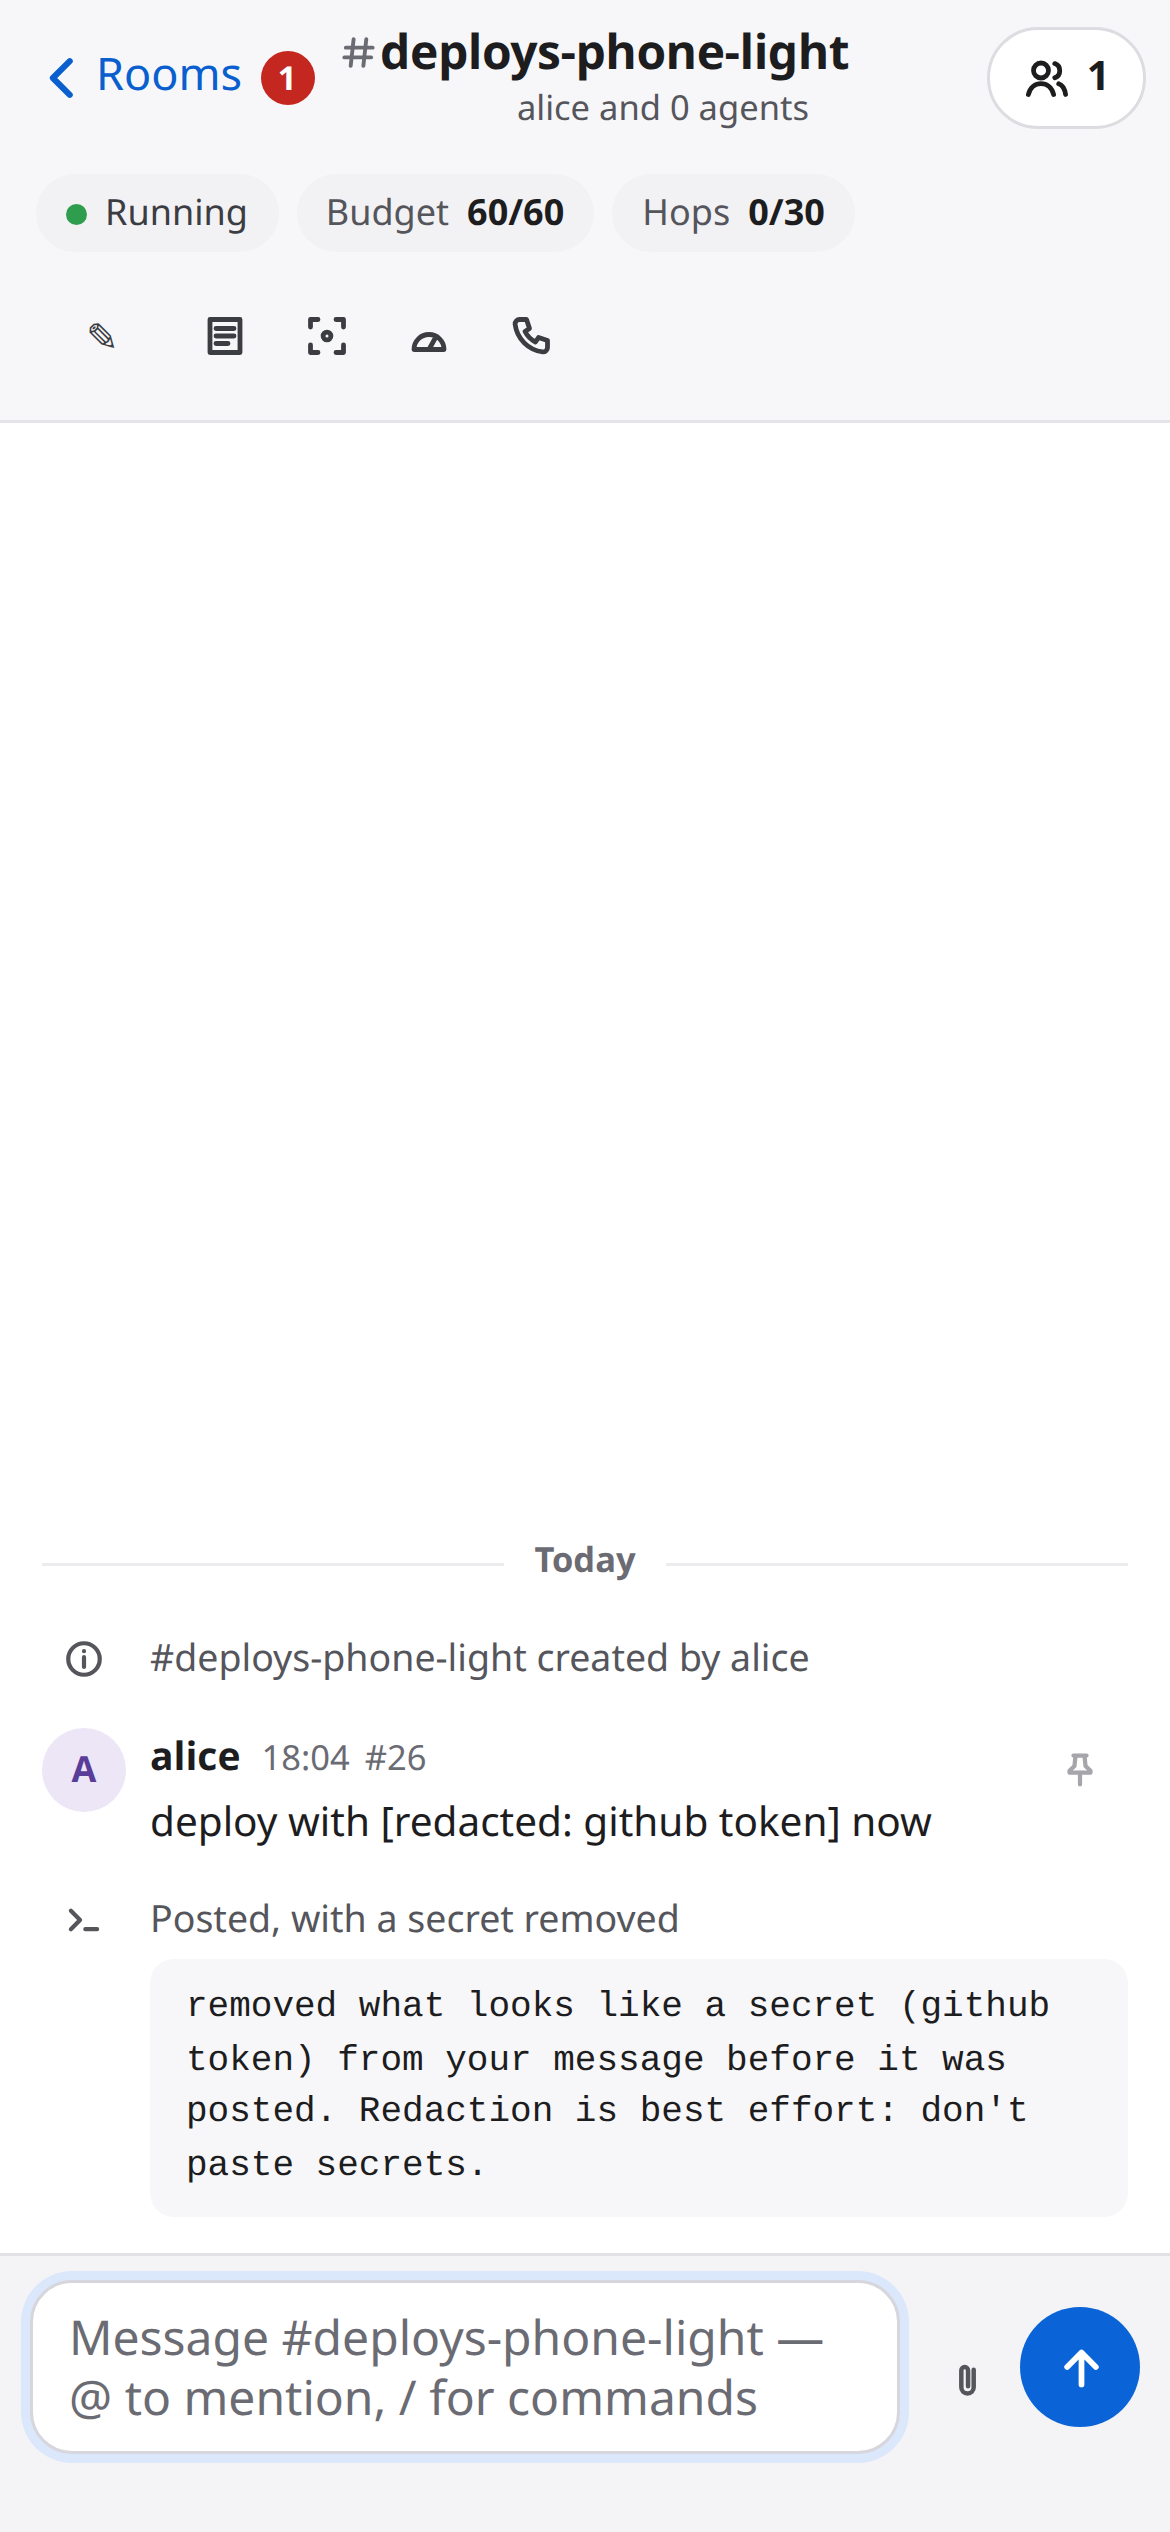 Rooms 1
#deploys-phone-light
alice and 0 agents
1
Running
Budget 60/60
Hops 0/30
Today
#deploys-phone-light created by alice
A
alice 18:04 #26
deploy with [redacted: github token] now
Posted, with a secret removed
removed what looks like a secret (github
token) from your message before it was
posted. Redaction is best effort: don't
paste secrets.
Message #deploys-phone-light —
@ to mention, / for commands